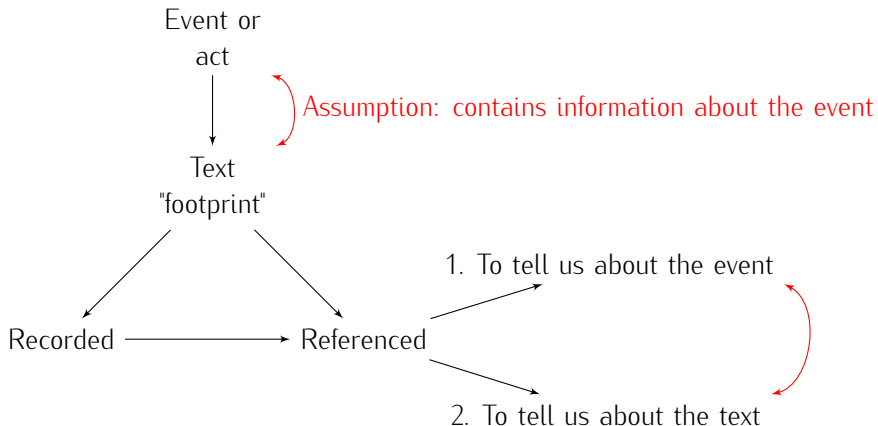 Event or
act
Assumption: contains information about the event
Text
"footprint"
1. To tell us about the event
Recorded
Referenced
2. To tell us about the text